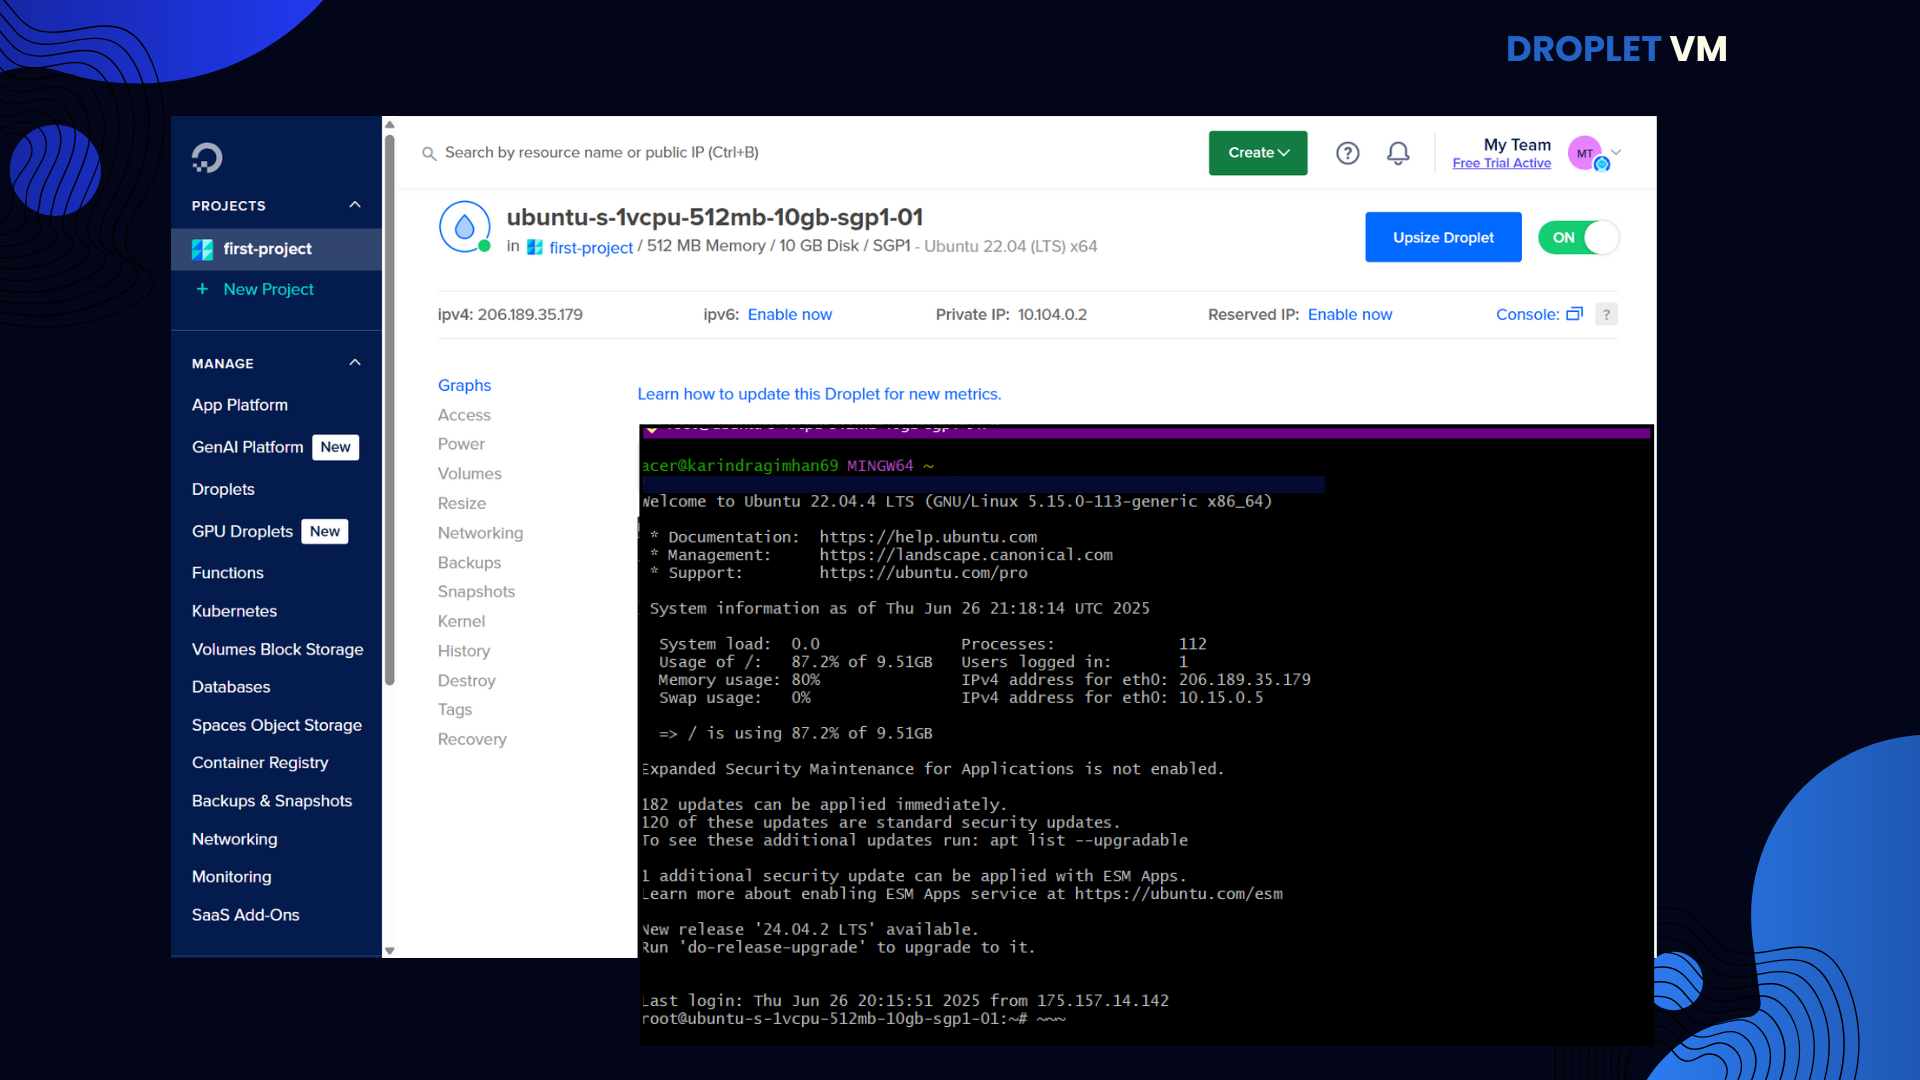 DROPLET VM
PROJECTS
first-project
+ New Project
MANAGE
App Platform
GenAI Platform New
Droplets
GPU Droplets New
Functions
Kubernetes
Volumes Block Storage
Databases
Spaces Object Storage
Container Registry
Backups & Snapshots
Networking
Monitoring
SaaS Add-Ons
Search by resource name or public IP (Ctrl+B)
Create
?
My Team
Free Trial Active
MT
ubuntu-s-1vcpu-512mb-10gb-sgp1-01
in first-project / 512 MB Memory / 10 GB Disk / SGP1 - Ubuntu 22.04 (LTS) x64
Upsize Droplet
ON
ipv4: 206.189.35.179 ipv6: Enable now Private IP: 10.104.0.2 Reserved IP: Enable now Console: ?
Graphs
Access
Power
Volumes
Resize
Networking
Backups
Snapshots
Kernel
History
Destroy
Tags
Recovery
Learn how to update this Droplet for new metrics.
acer@karindragimhan69 MINGW64 ~
Welcome to Ubuntu 22.04.4 LTS (GNU/Linux 5.15.0-113-generic x86_64)
* Documentation: https://help.ubuntu.com
* Management: https://landscape.canonical.com
* Support: https://ubuntu.com/pro
System information as of Thu Jun 26 21:18:14 UTC 2025
System load: 0.0 Processes: 112
Usage of /: 87.2% of 9.51GB Users logged in: 1
Memory usage: 80% IPv4 address for eth0: 206.189.35.179
Swap usage: 0% IPv4 address for eth0: 10.15.0.5
=> / is using 87.2% of 9.51GB
Expanded Security Maintenance for Applications is not enabled.
182 updates can be applied immediately.
120 of these updates are standard security updates.
To see these additional updates run: apt list --upgradable
1 additional security update can be applied with ESM Apps.
Learn more about enabling ESM Apps service at https://ubuntu.com/esm
New release '24.04.2 LTS' available.
Run 'do-release-upgrade' to upgrade to it.
Last login: Thu Jun 26 20:15:51 2025 from 175.157.14.142
root@ubuntu-s-1vcpu-512mb-10gb-sgp1-01:~# ~~~